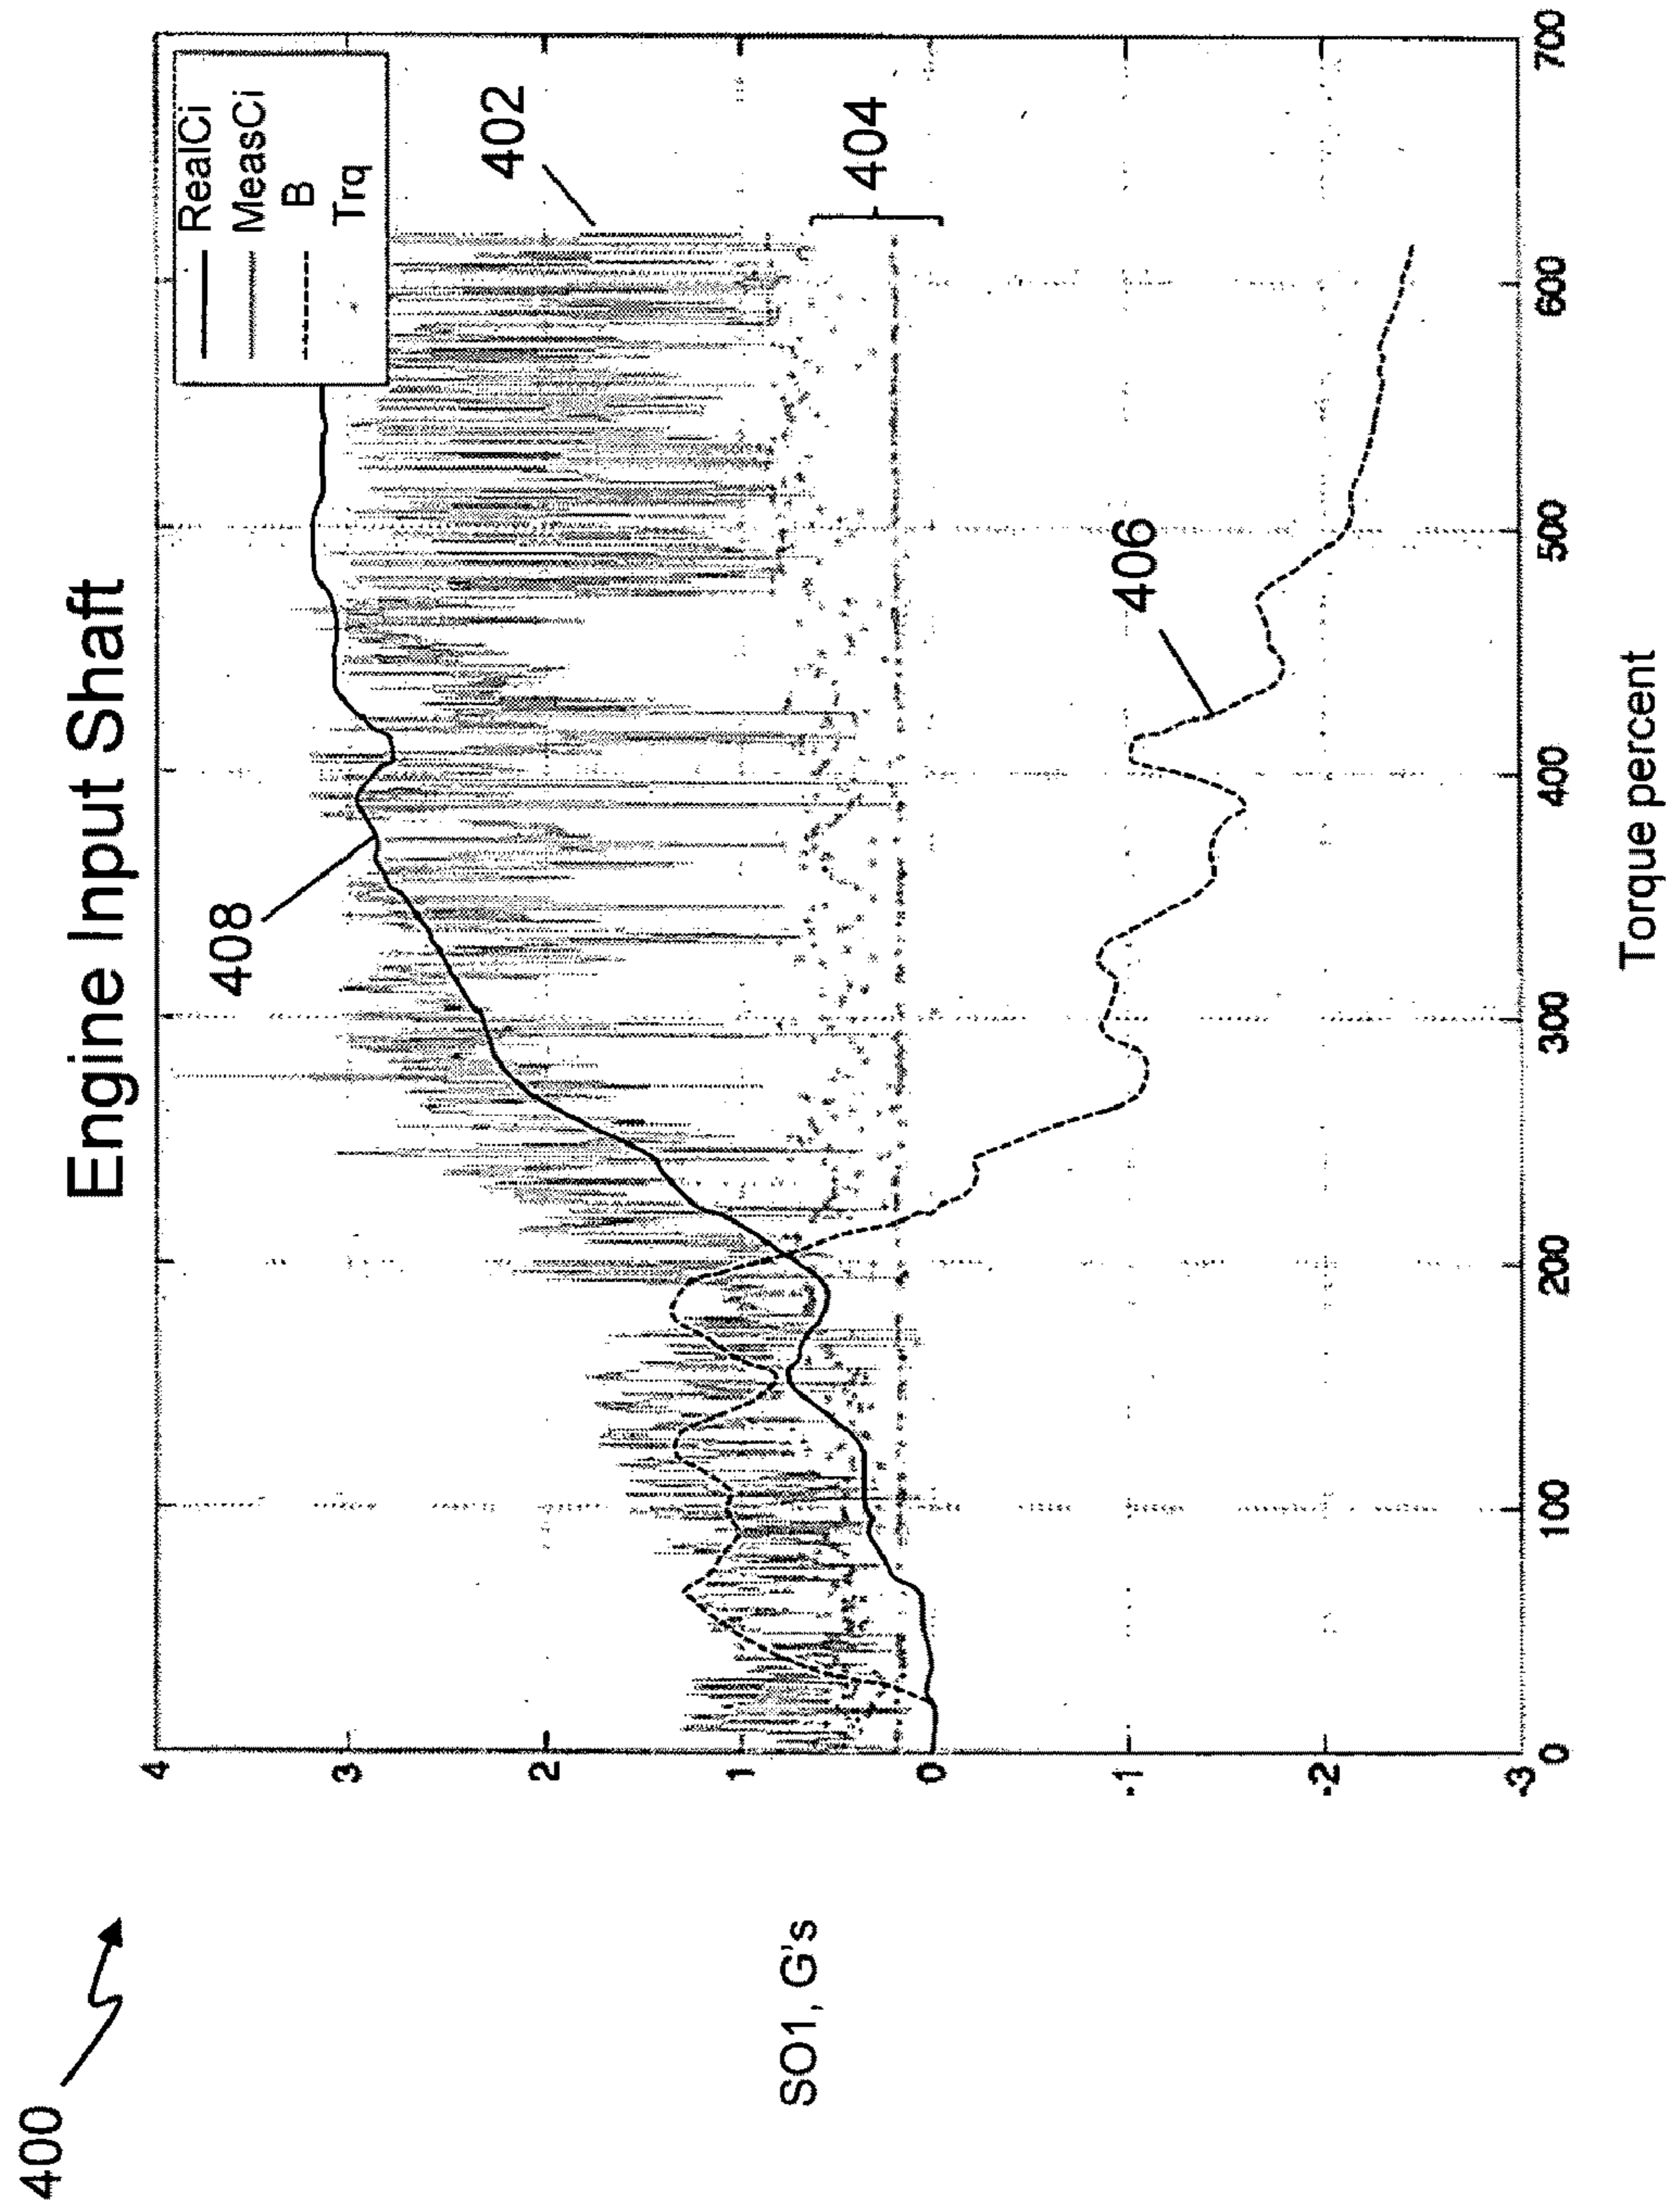 400
Engine Input Shaft
RealCi
MeasCi
B
Trq
402
404
406
408
SO1, G's
4
3
2
1
0
-1
-2
-3
0 100 200 300 400 500 600 700
Torque percent